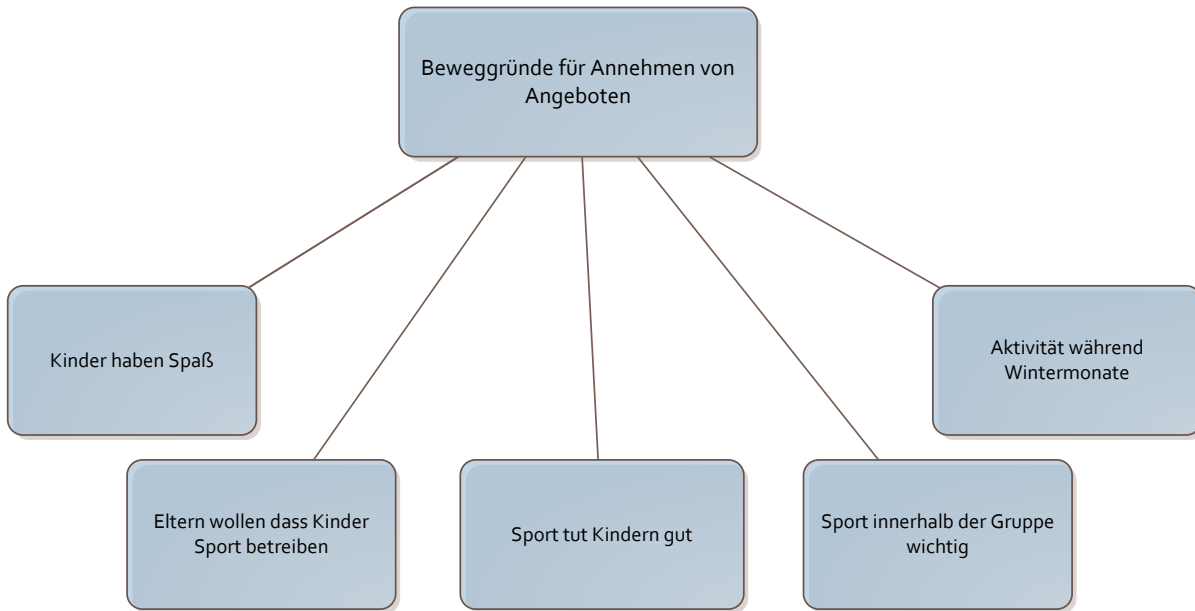 Beweggründe für Annehmen von
Angeboten
Kinder haben Spaß
Aktivität während
Wintermonate
Eltern wollen dass Kinder
Sport betreiben
Sport tut Kindern gut
Sport innerhalb der Gruppe
wichtig